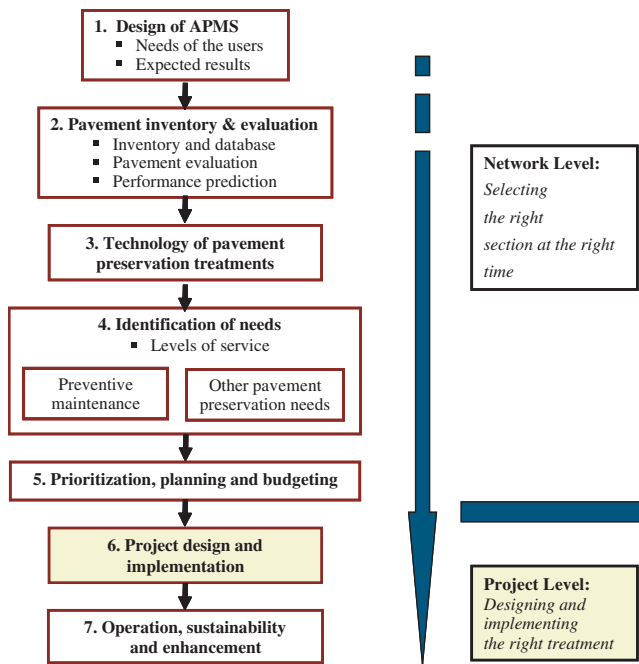 1. Design of APMS
▪ Needs of the users
▪ Expected results
2. Pavement inventory & evaluation
▪ Inventory and database
▪ Pavement evaluation
▪ Performance prediction
3. Technology of pavement
preservation treatments
4. Identification of needs
▪ Levels of service
Preventive
maintenance
Other pavement
preservation needs
5. Prioritization, planning and budgeting
6. Project design and
implementation
7. Operation, sustainability
and enhancement
Network Level:
Selecting
the right
section at the right
time
Project Level:
Designing and
implementing
the right treatment